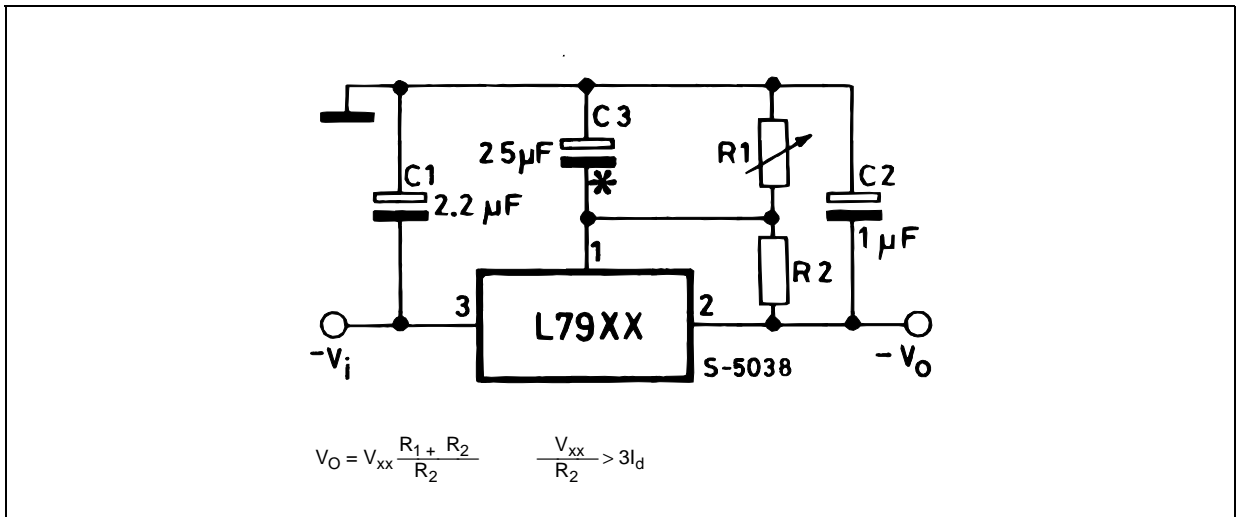 C3
25µF
*
R1
C1
2.2 µF
C2
1 µF
R2
1
3
2
L79XX
-Vi
-Vo
S-5038
VO = Vxx R1 + R2 / R2
Vxx / R2 > 3Id